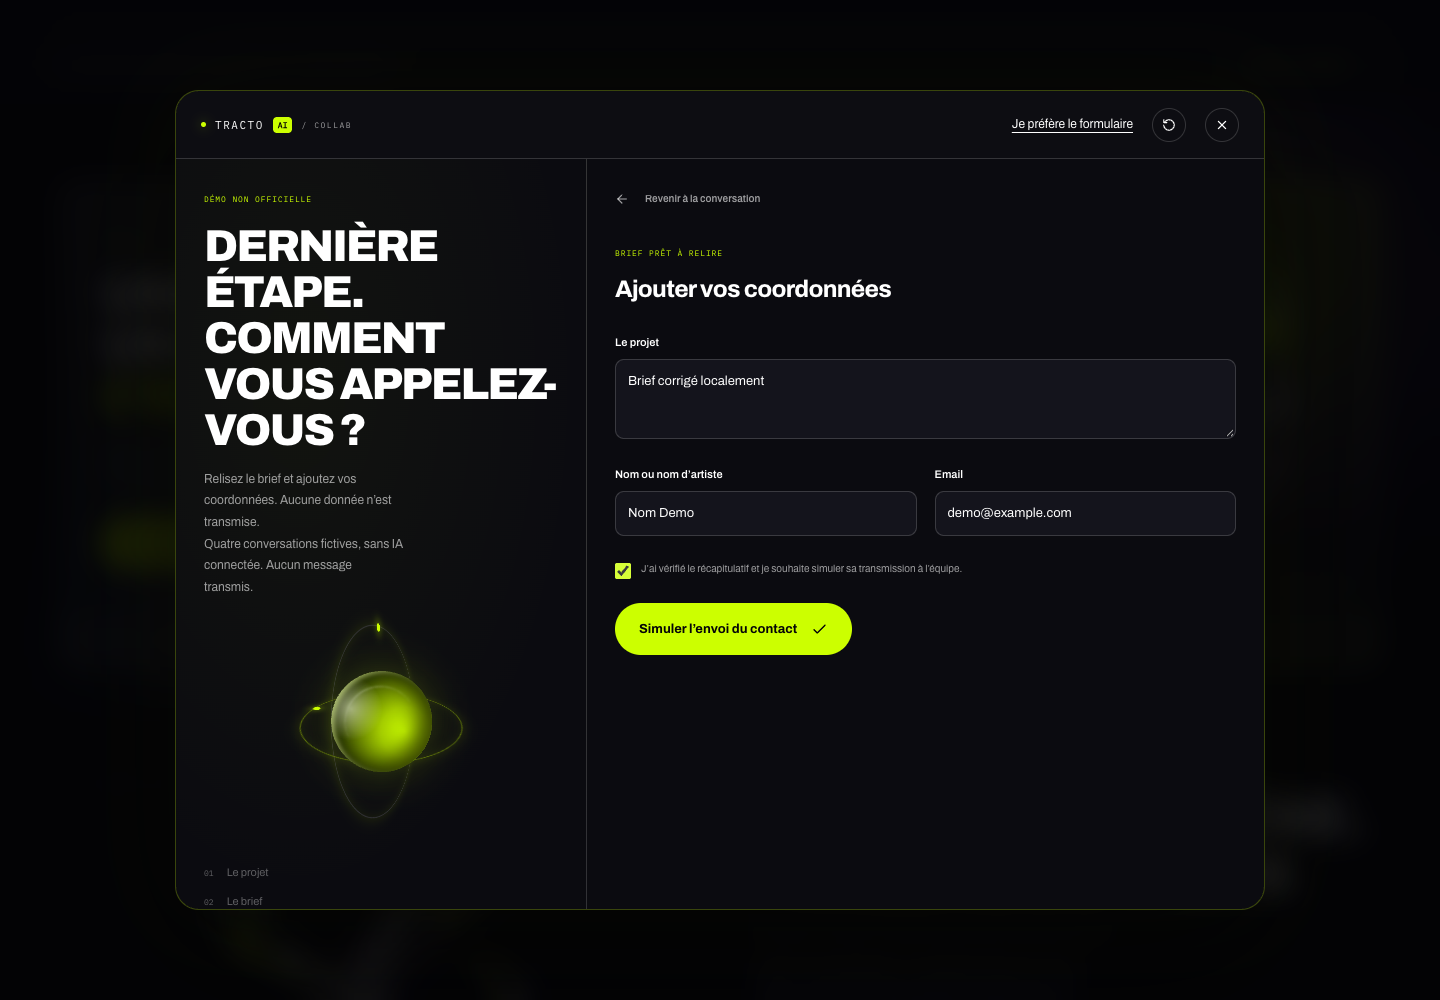 TRACTO AI / COLLAB
Je préfère le formulaire
DÉMO NON OFFICIELLE
DERNIÈRE
ÉTAPE.
COMMENT
VOUS APPELEZ-
VOUS ?
Relisez le brief et ajoutez vos
coordonnées. Aucune donnée n'est
transmise.
Quatre conversations fictives, sans IA
connectée. Aucun message
transmis.
01 Le projet
02 Le brief
Revenir à la conversation
BRIEF PRÊT À RELIRE
Ajouter vos coordonnées
Le projet
Brief corrigé localement
Nom ou nom d'artiste
Email
Nom Demo
demo@example.com
J'ai vérifié le récapitulatif et je souhaite simuler sa transmission à l'équipe.
Simuler l'envoi du contact